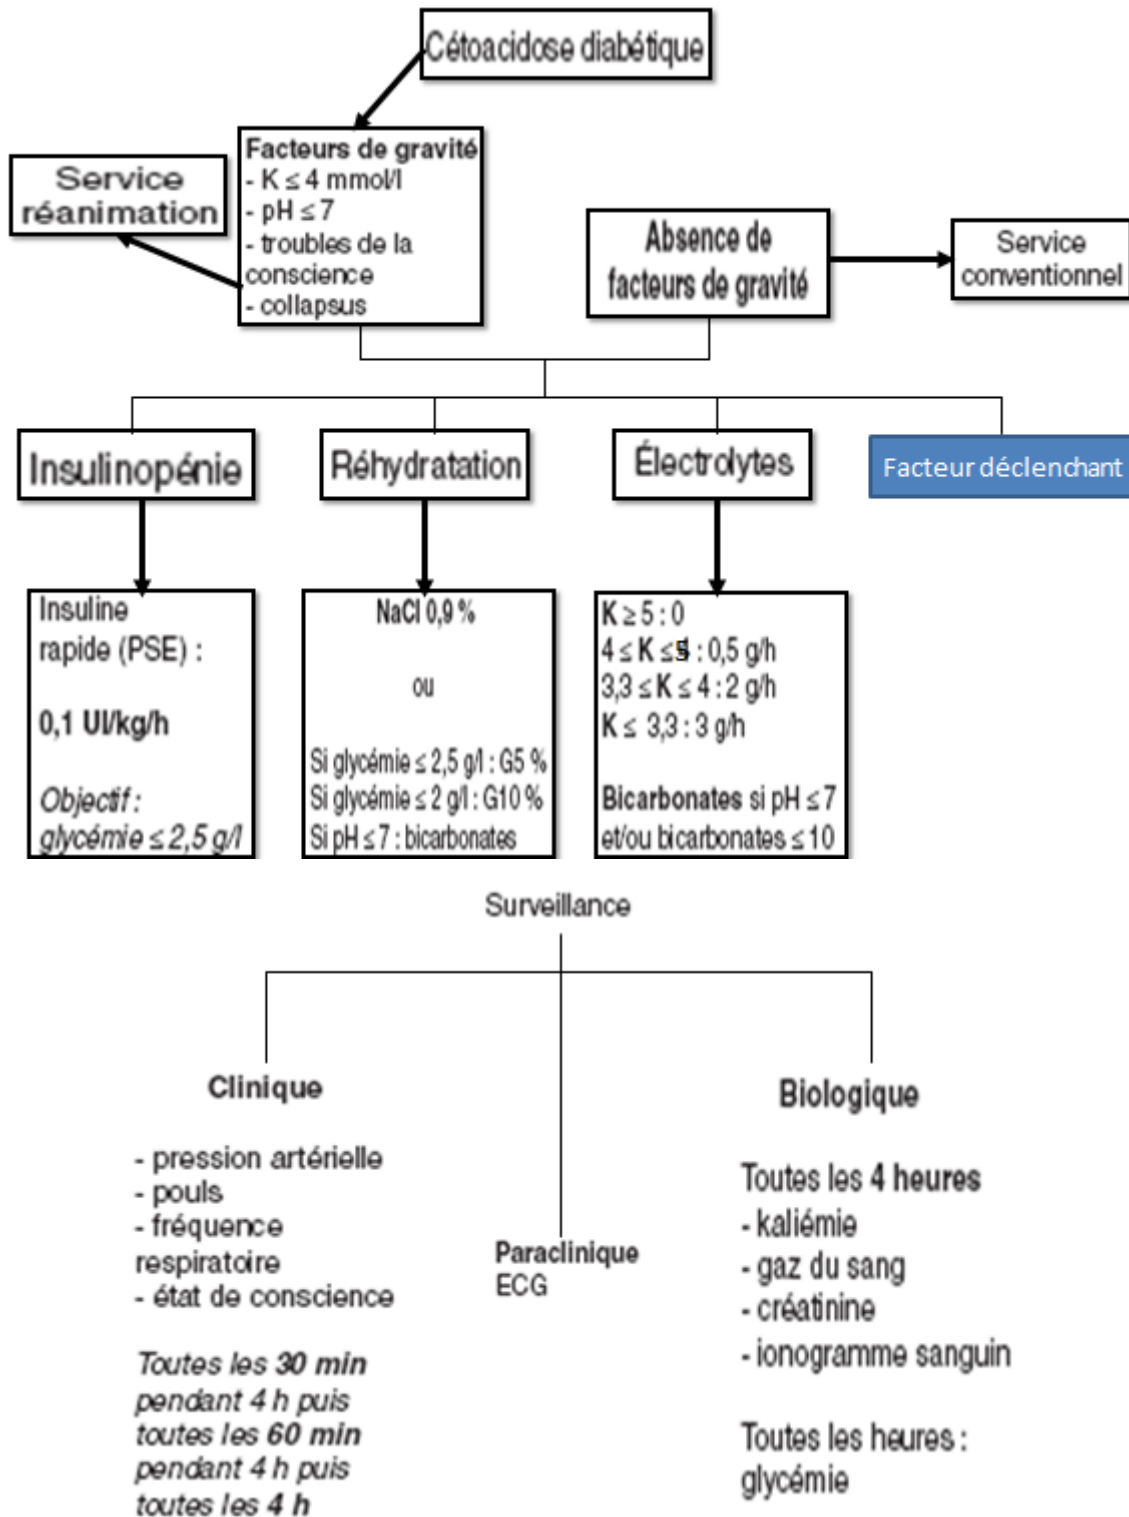 Cétoacidose diabétique
Facteurs de gravité
- K ≤ 4 mmol/l
- pH ≤ 7
- troubles de la
conscience
- collapsus
Service
réanimation
Absence de
facteurs de gravité
Service
conventionnel
Insulinopénie
Réhydratation
Électrolytes
Facteur déclenchant
Insuline
rapide (PSE) :
0,1 UI/kg/h
Objectif :
glycémie ≤ 2,5 g/l
NaCl 0,9 %
ou
Si glycémie ≤ 2,5 g/l : G5 %
Si glycémie ≤ 2 g/l : G10 %
Si pH ≤ 7 : bicarbonates
K ≥ 5 : 0
4 ≤ K ≤ : 0,5 g/h
3,3 ≤ K ≤ 4 : 2 g/h
K ≤ 3,3 : 3 g/h
Bicarbonates si pH ≤ 7
et/ou bicarbonates ≤ 10
Surveillance
Clinique
- pression artérielle
- pouls
- fréquence
respiratoire
- état de conscience
Toutes les 30 min
pendant 4 h puis
toutes les 60 min
pendant 4 h puis
toutes les 4 h
Paraclinique
ECG
Biologique
Toutes les 4 heures
- kaliémie
- gaz du sang
- créatinine
- ionogramme sanguin
Toutes les heures :
glycémie